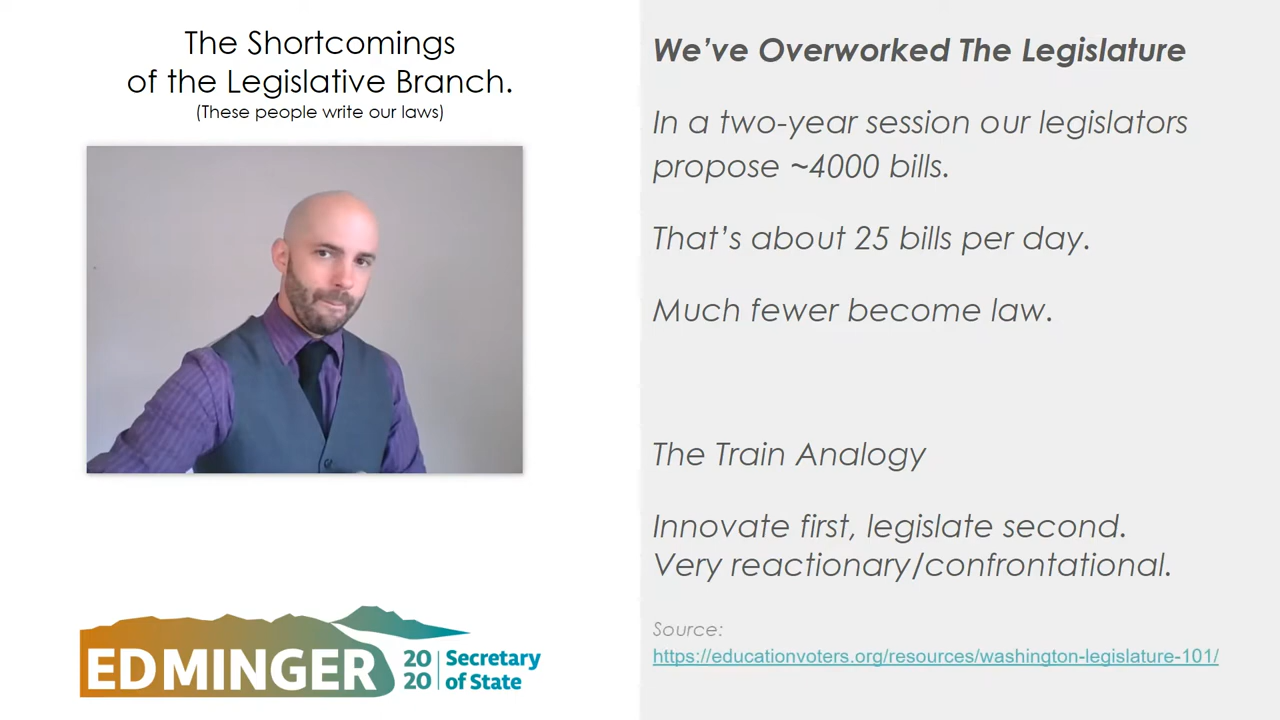 The Shortcomings
of the Legislative Branch.
(These people write our laws)
We’ve Overworked The Legislature
In a two-year session our legislators
propose ~4000 bills.
That’s about 25 bills per day.
Much fewer become law.
The Train Analogy
Innovate first, legislate second.
Very reactionary/confrontational.
Source:
https://educationvoters.org/resources/washington-legislature-101/
ED MINGER
20
20
Secretary
of State